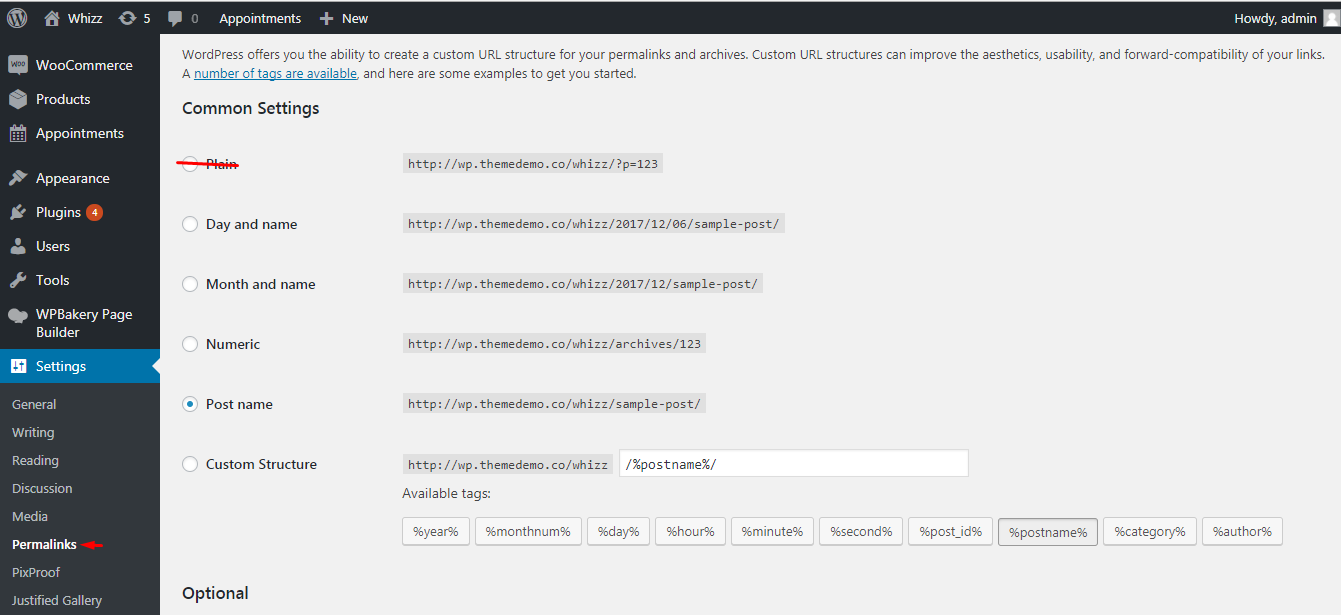 Whizz 5 0 Appointments + New Howdy, admin
WooCommerce
Products
Appointments
Appearance
Plugins 4
Users
Tools
WPBakery Page
Builder
Settings
General
Writing
Reading
Discussion
Media
Permalinks
PixProof
Justified Gallery
WordPress offers you the ability to create a custom URL structure for your permalinks and archives. Custom URL structures can improve the aesthetics, usability, and forward-compatibility of your links.
A number of tags are available, and here are some examples to get you started.
Common Settings
Plain http://wp.themedemo.co/whizz/?p=123
Day and name http://wp.themedemo.co/whizz/2017/12/06/sample-post/
Month and name http://wp.themedemo.co/whizz/2017/12/sample-post/
Numeric http://wp.themedemo.co/whizz/archives/123
Post name http://wp.themedemo.co/whizz/sample-post/
Custom Structure http://wp.themedemo.co/whizz /%postname%/
Available tags:
%year% %monthnum% %day% %hour% %minute% %second% %post_id% %postname% %category% %author%
Optional